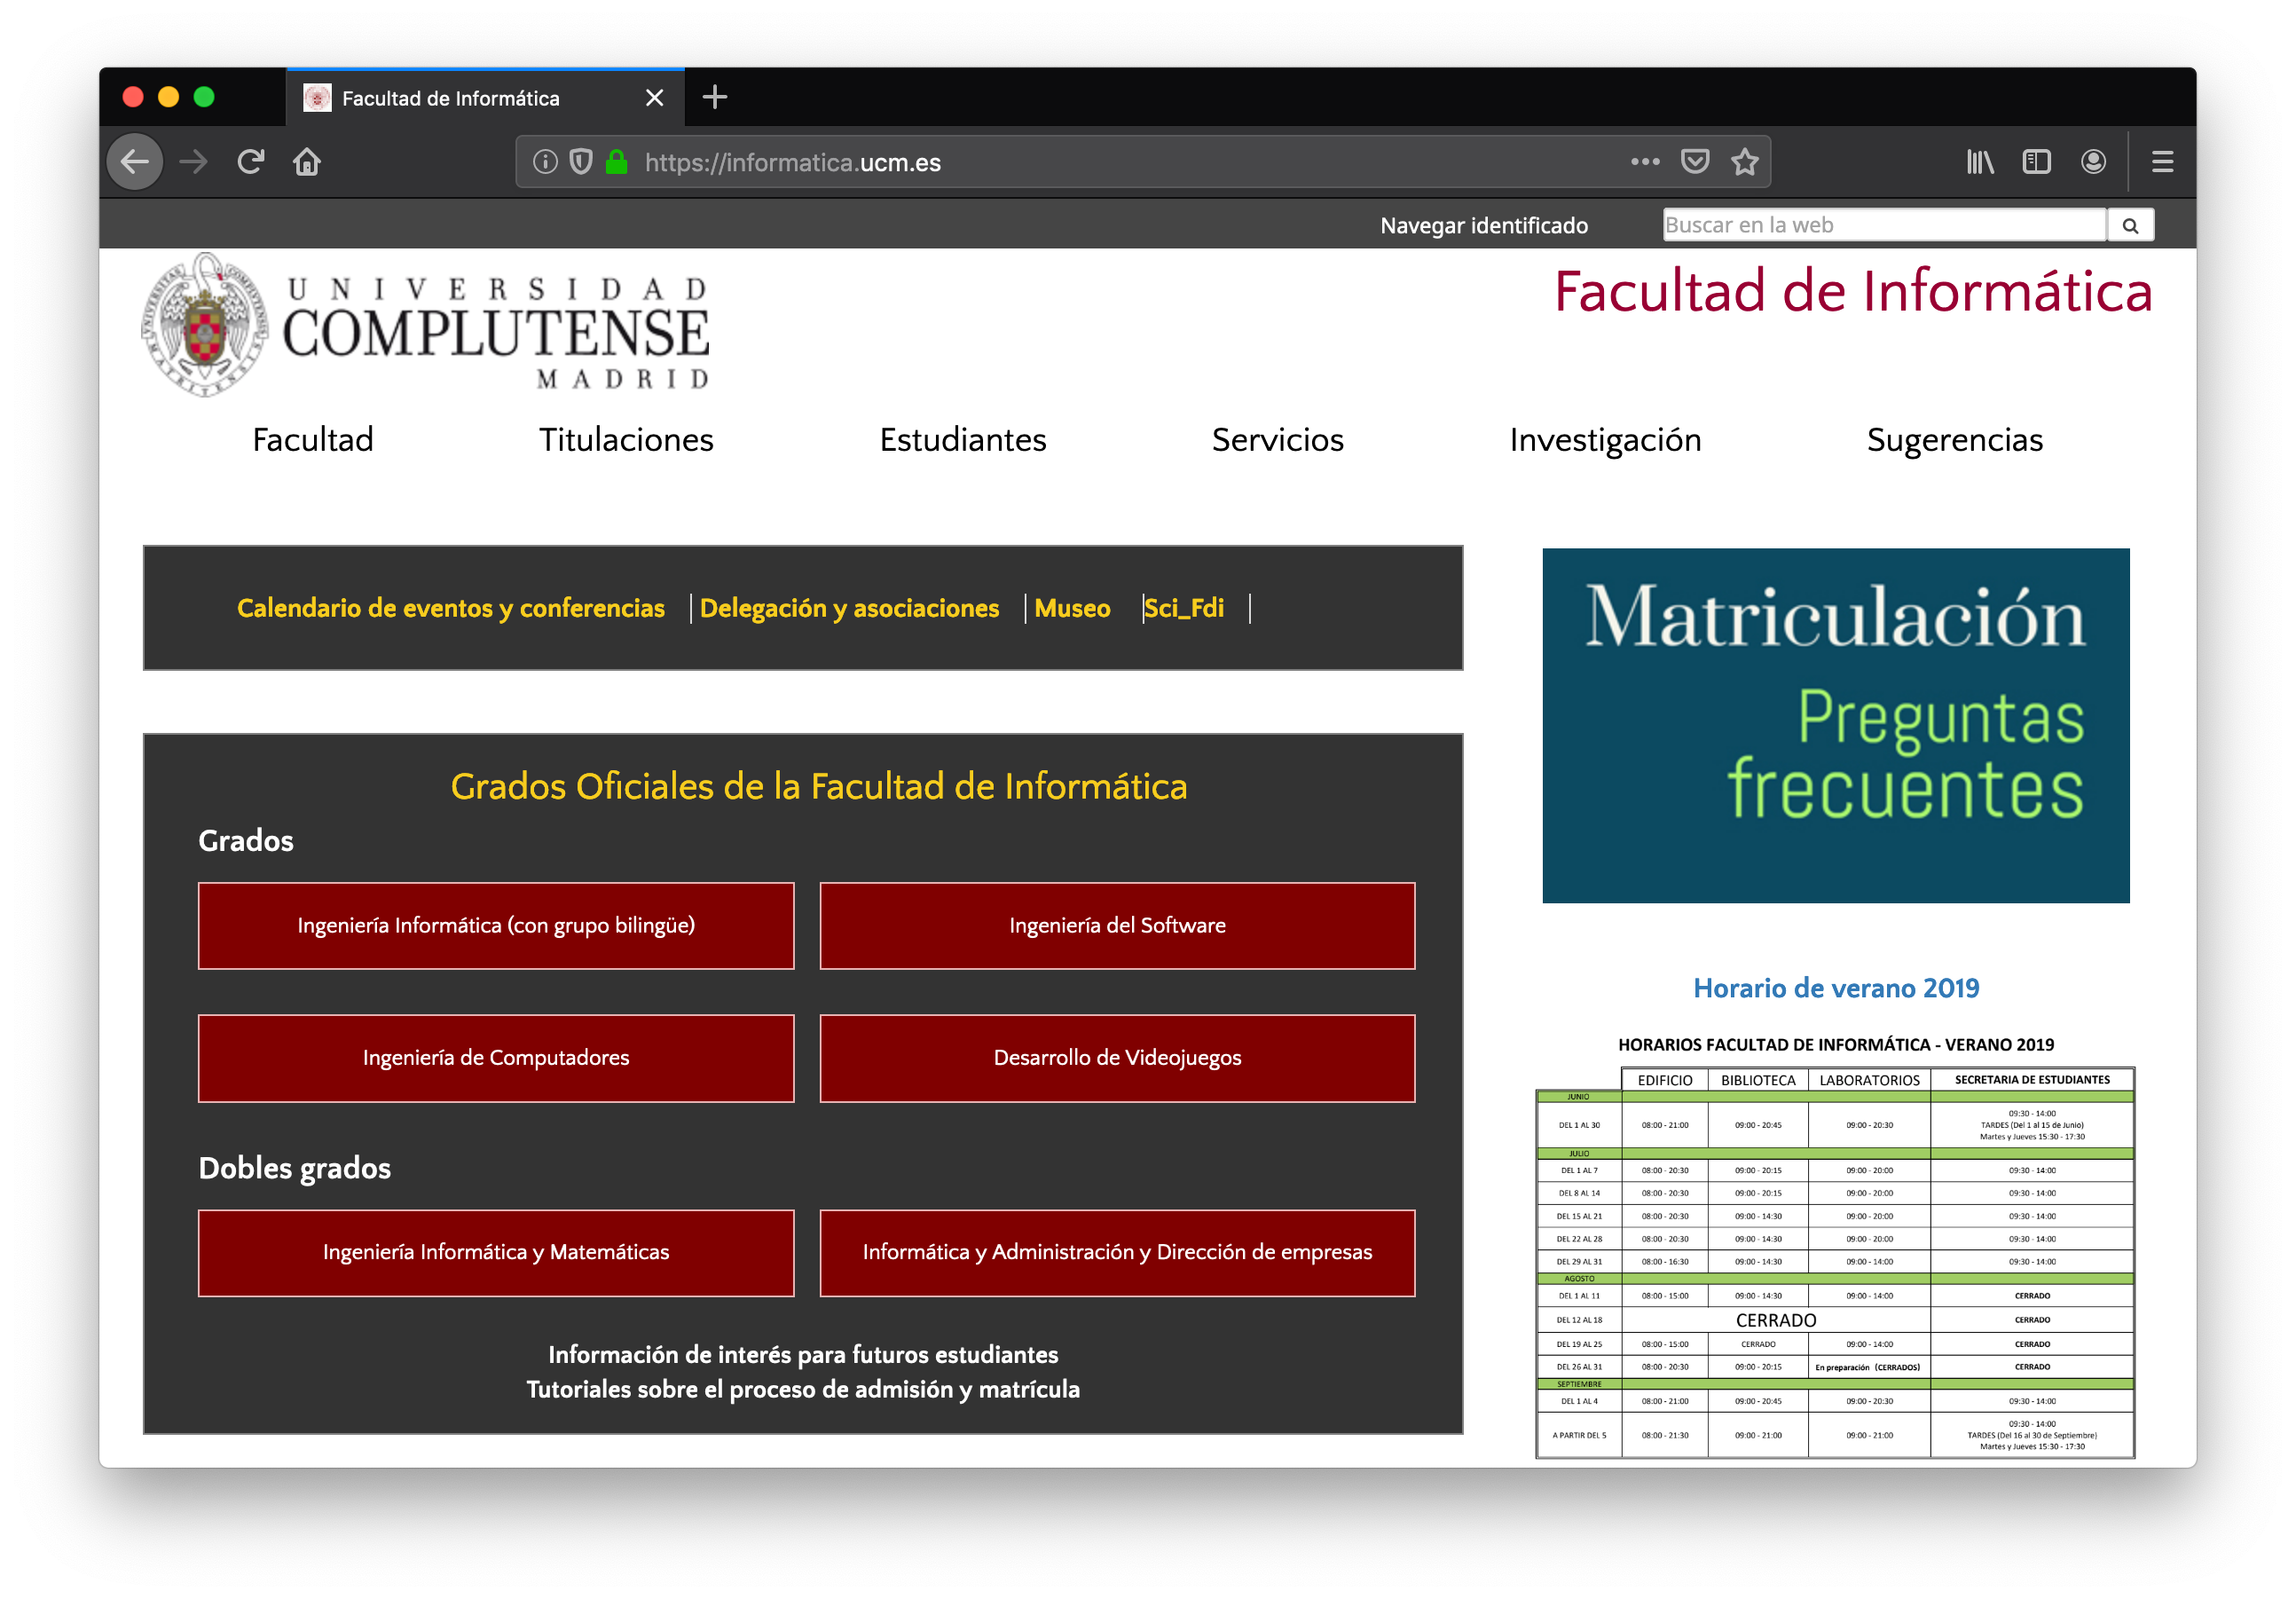 Facultad de Informática
https://informatica.ucm.es
Navegar identificado
Buscar en la web
UNIVERSIDAD
COMPLUTENSE
MADRID
Facultad de Informática
Facultad Titulaciones Estudiantes Servicios Investigación Sugerencias
Calendario de eventos y conferencias Delegación y asociaciones Museo Sci_Fdi
Grados Oficiales de la Facultad de Informática
Grados
Ingeniería Informática (con grupo bilingüe) Ingeniería del Software
Ingeniería de Computadores Desarrollo de Videojuegos
Dobles grados
Ingeniería Informática y Matemáticas Informática y Administración y Dirección de empresas
Información de interés para futuros estudiantes
Tutoriales sobre el proceso de admisión y matrícula
Matriculación
Preguntas
frecuentes
Horario de verano 2019
HORARIOS FACULTAD DE INFORMÁTICA - VERANO 2019
EDIFICIO BIBLIOTECA LABORATORIOS SECRETARIA DE ESTUDIANTES
JUNIO
DEL 1 AL 30 08:00 - 21:00 09:00 - 20:45 09:00 - 20:30 09:30 - 14:00
TARDES (Del 1 al 15 de Junio)
Martes y Jueves 15:30 - 17:30
JULIO
DEL 1 AL 7 08:00 - 20:30 09:00 - 20:15 09:00 - 20:00 09:30 - 14:00
DEL 8 AL 14 08:00 - 20:30 09:00 - 20:15 09:00 - 20:00 09:30 - 14:00
DEL 15 AL 21 08:00 - 20:30 09:00 - 14:30 09:00 - 20:00 09:30 - 14:00
DEL 22 AL 28 08:00 - 20:30 09:00 - 14:30 09:00 - 20:00 09:30 - 14:00
DEL 29 AL 31 08:00 - 16:30 09:00 - 14:30 09:00 - 14:00 09:30 - 14:00
AGOSTO
DEL 1 AL 11 08:00 - 15:00 09:00 - 14:30 09:00 - 14:00 CERRADO
DEL 12 AL 18 CERRADO CERRADO
DEL 19 AL 25 08:00 - 15:00 CERRADO 09:00 - 14:00 CERRADO
DEL 26 AL 31 08:00 - 20:30 09:00 - 20:15 En preparación (CERRADOS) CERRADO
SEPTIEMBRE
DEL 1 AL 4 08:00 - 21:00 09:00 - 20:45 09:00 - 20:30 09:30 - 14:00
A PARTIR DEL 5 08:00 - 21:30 09:00 - 21:00 09:00 - 21:00 09:30 - 14:00
TARDES (Del 16 al 30 de Septiembre)
Martes y Jueves 15:30 - 17:30